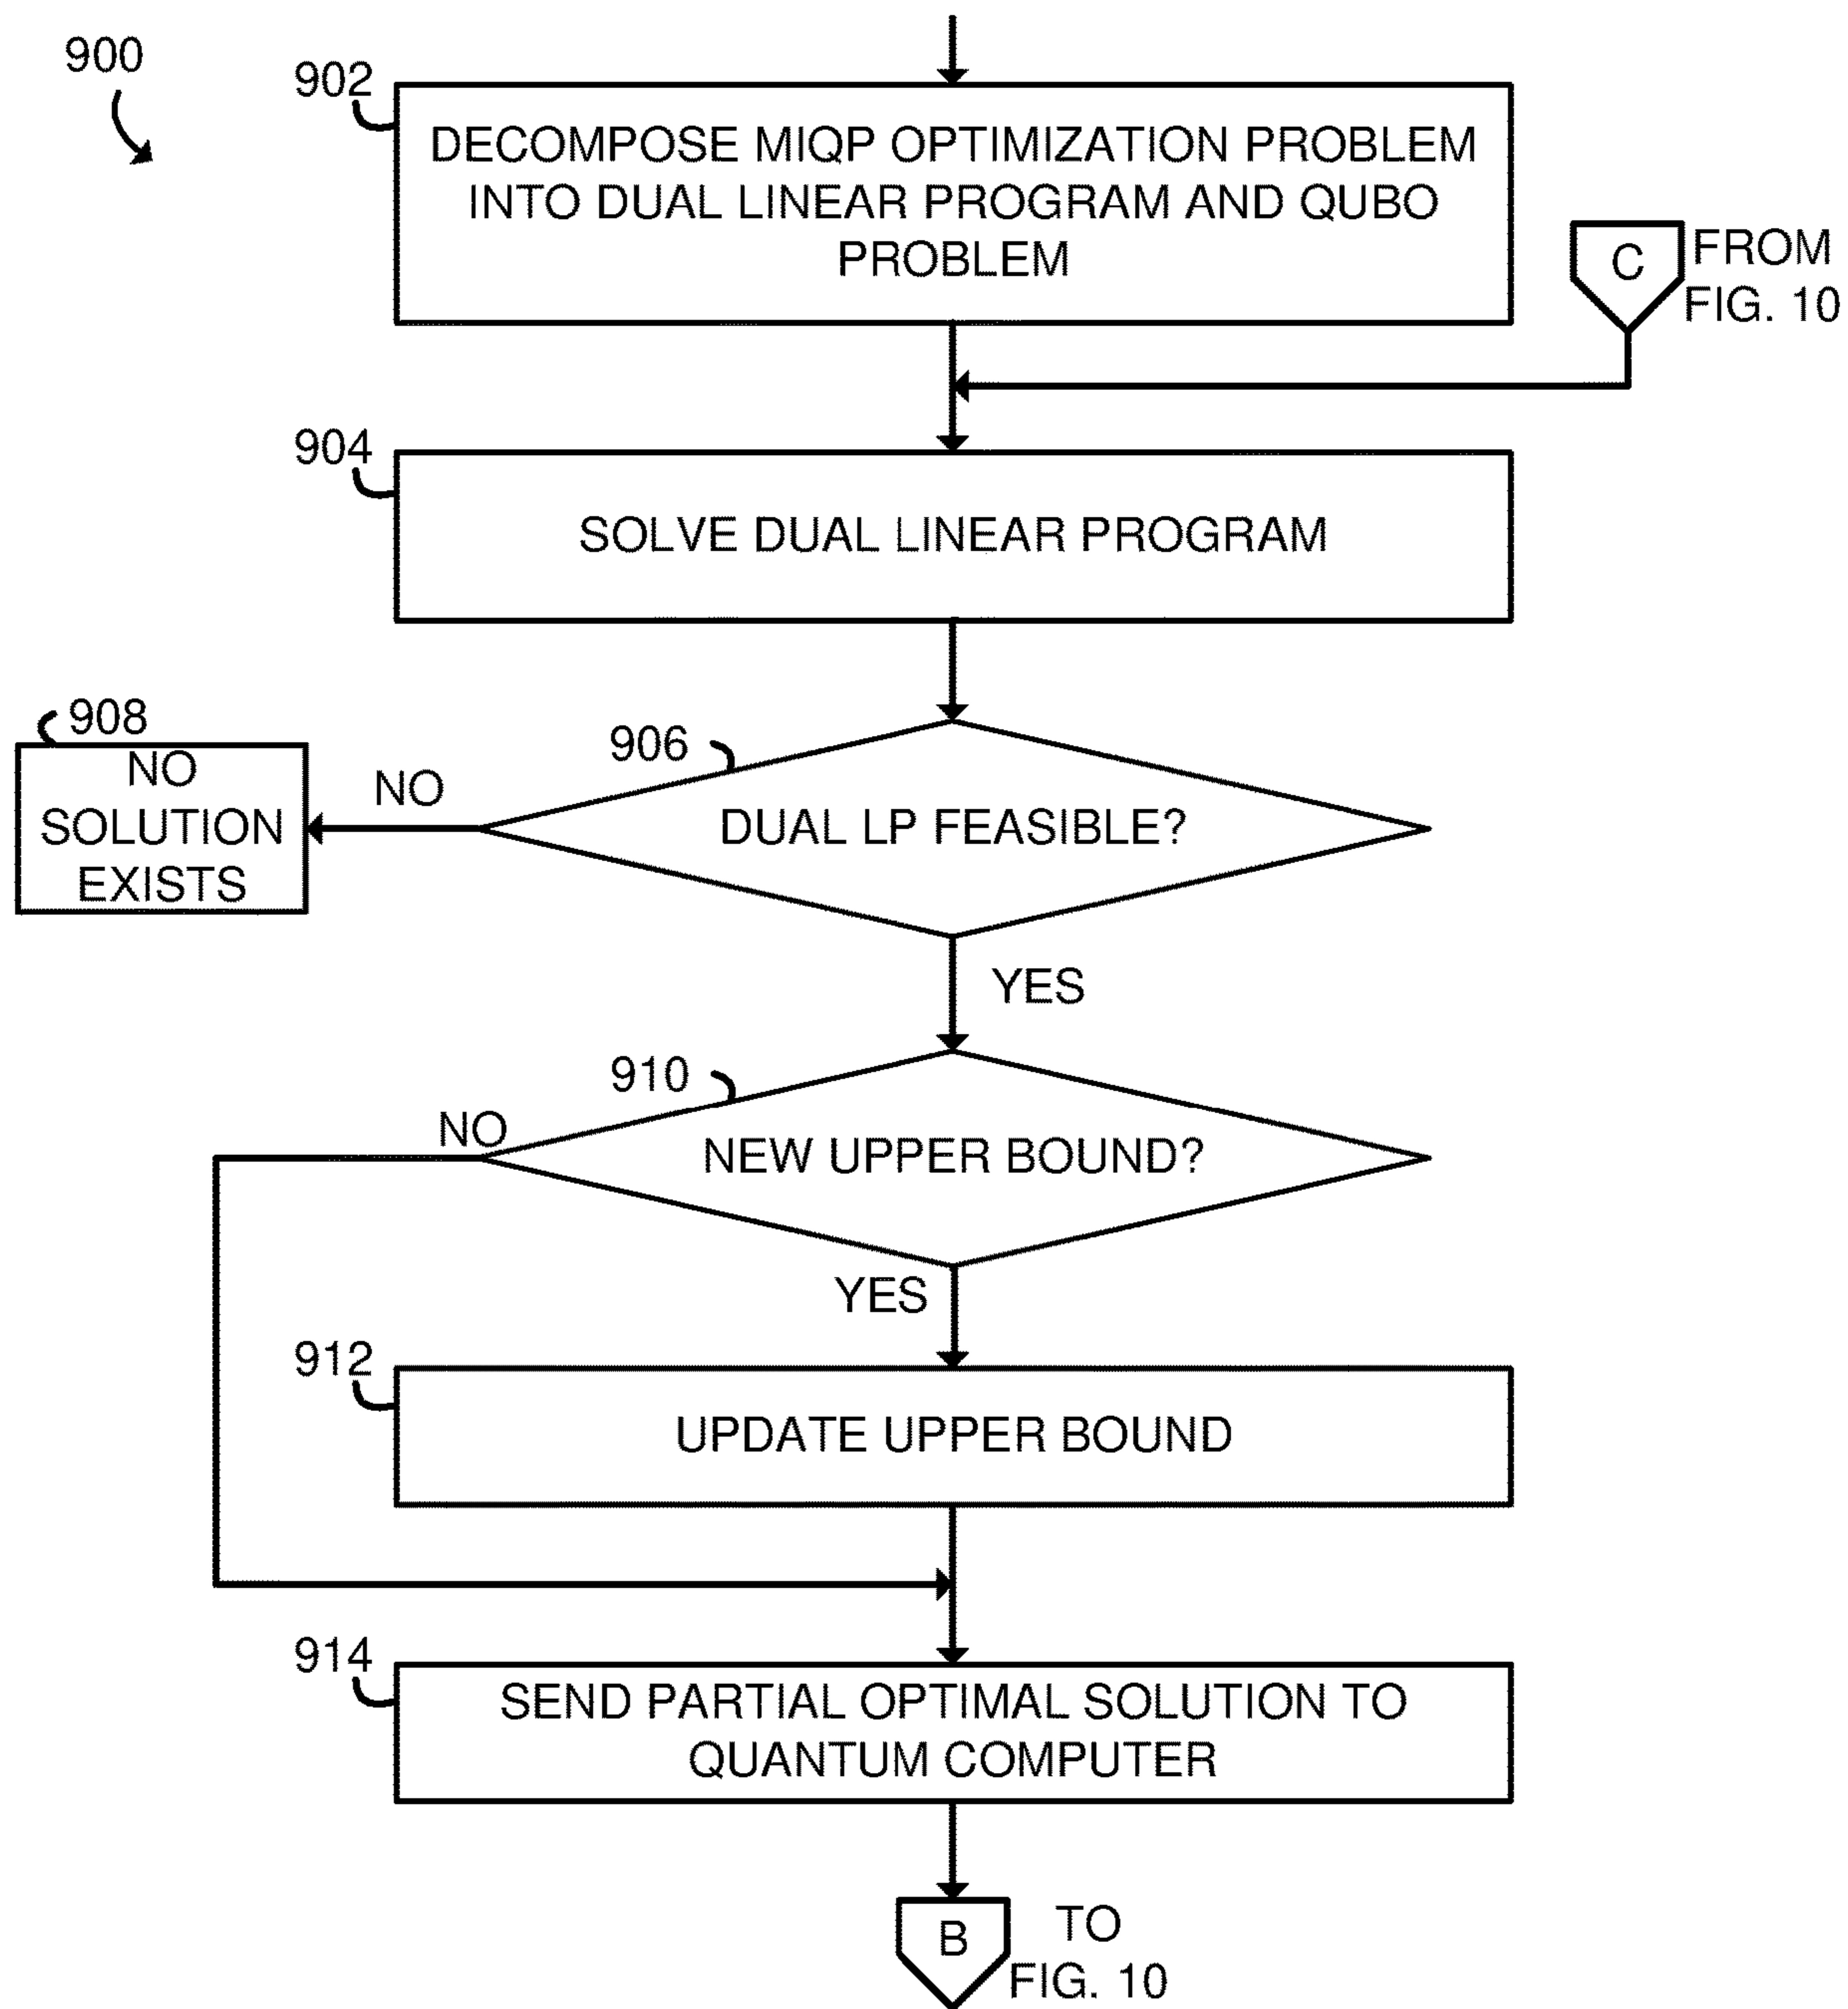 900
902
DECOMPOSE MIQP OPTIMIZATION PROBLEM
INTO DUAL LINEAR PROGRAM AND QUBO
PROBLEM
C
FROM
FIG. 10
904
SOLVE DUAL LINEAR PROGRAM
908
NO
SOLUTION
EXISTS
NO
906
DUAL LP FEASIBLE?
YES
910
NO
NEW UPPER BOUND?
YES
912
UPDATE UPPER BOUND
914
SEND PARTIAL OPTIMAL SOLUTION TO
QUANTUM COMPUTER
B
TO
FIG. 10